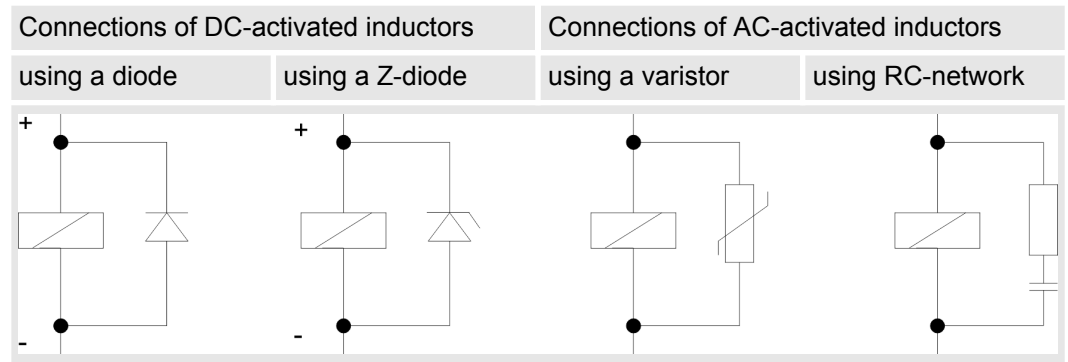 Connections of DC-activated inductors
Connections of AC-activated inductors
using a diode
using a Z-diode
using a varistor
using RC-network
+
+
-
-